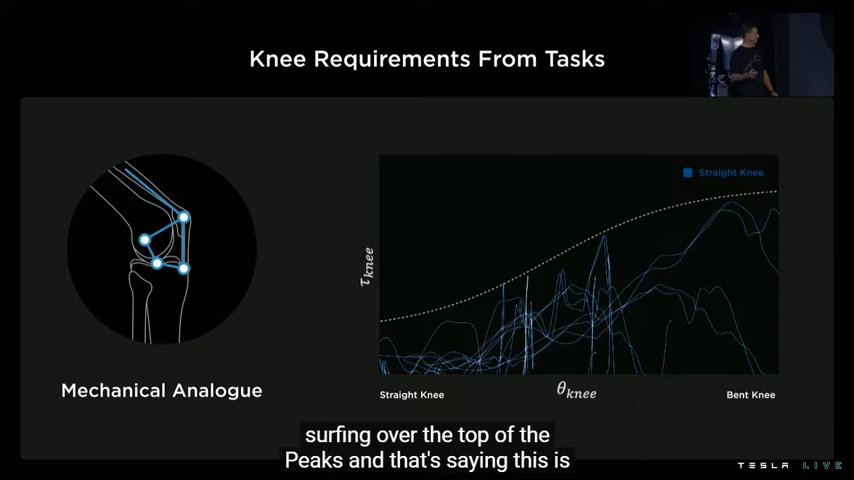 Knee Requirements From Tasks
Straight Knee
τknee
Mechanical Analogue
Straight Knee
θknee
Bent Knee
surfing over the top of the
Peaks and that's saying this is
TESLA LIVE